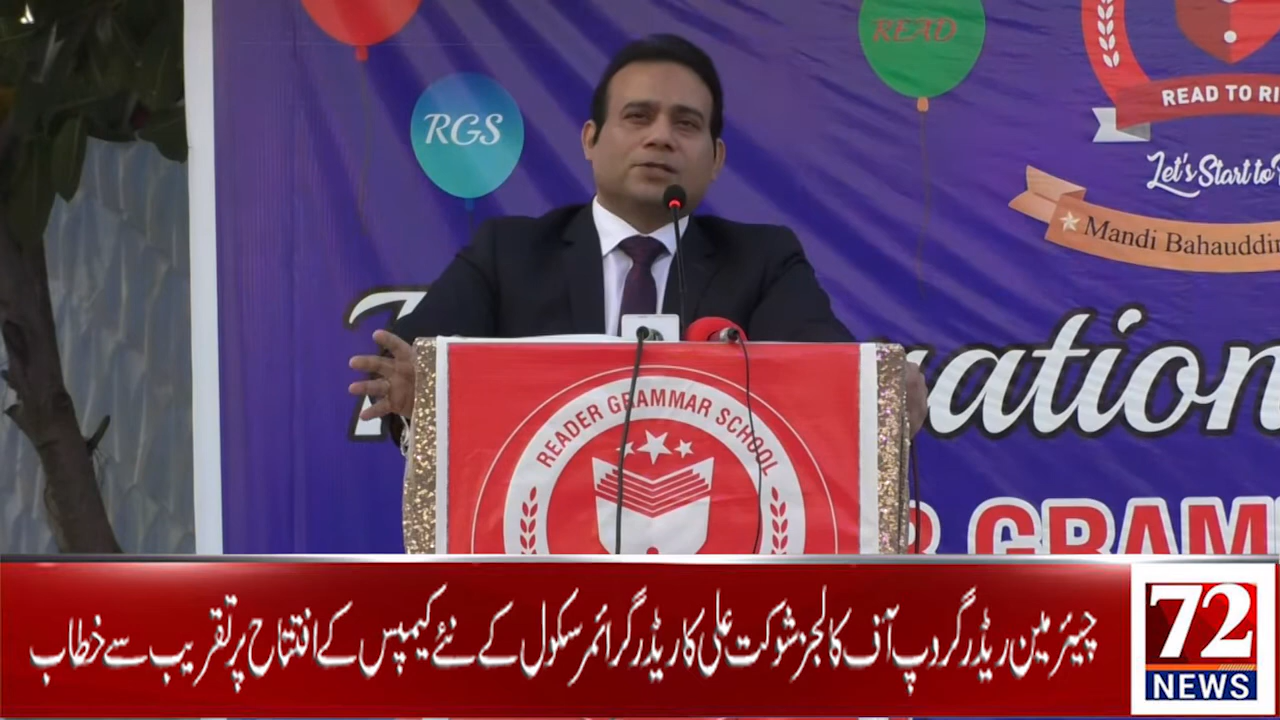 READ
RGS
READ TO RI
Let's Start to
Mandi Bahauddin
ation
READER GRAMMAR SCHOOL
R GRAM
چیئرمین ریڈر گروپ آف کالجز شوکت علی کا ریڈر گرائمر سکول کے نئے کیمپس کے افتتاح پر تقریب سے خطاب
72
NEWS